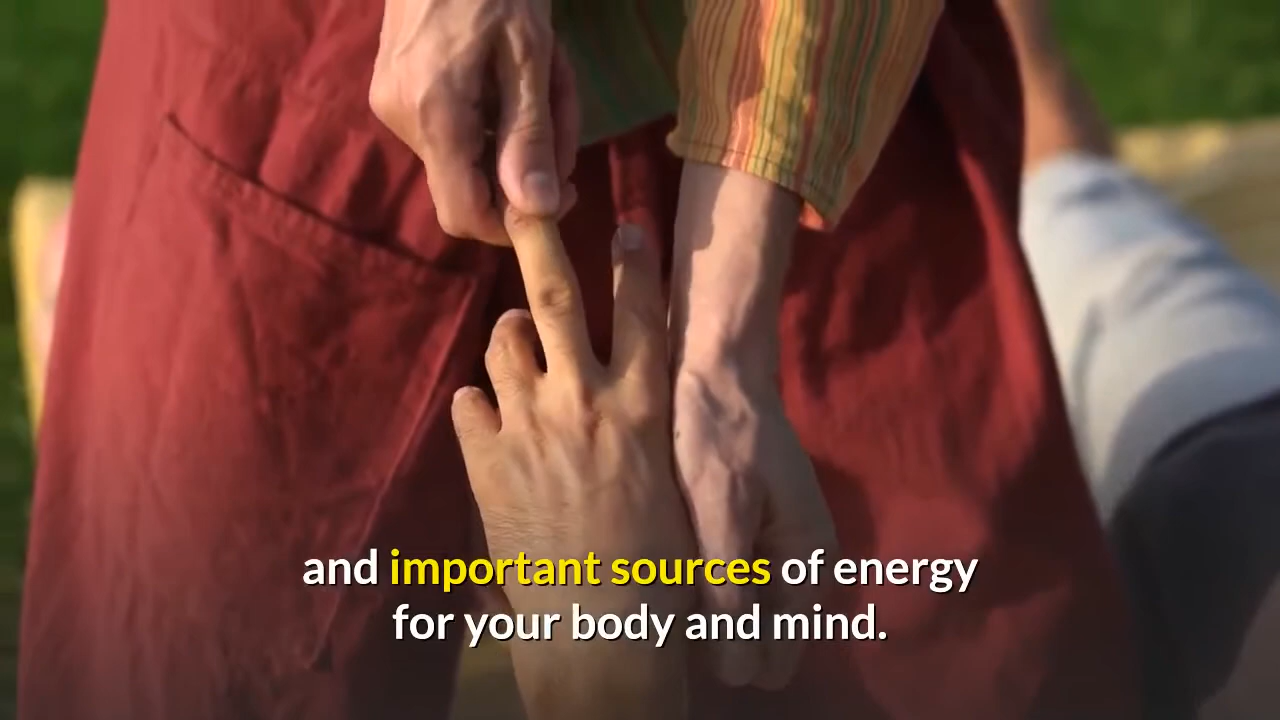 and important sources of energy
for your body and mind.